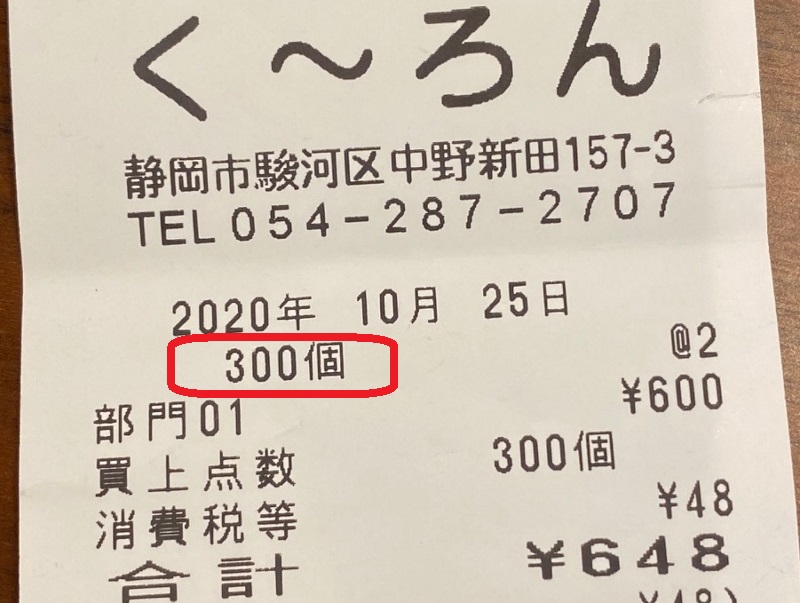 く～ろん
静岡市駿河区中野新田157-3
TEL 054-287-2707
2020年 10月 25日
300個 @2
部門01 ¥600
買上点数 300個
消費税等 ¥48
合計 ¥648
¥48)